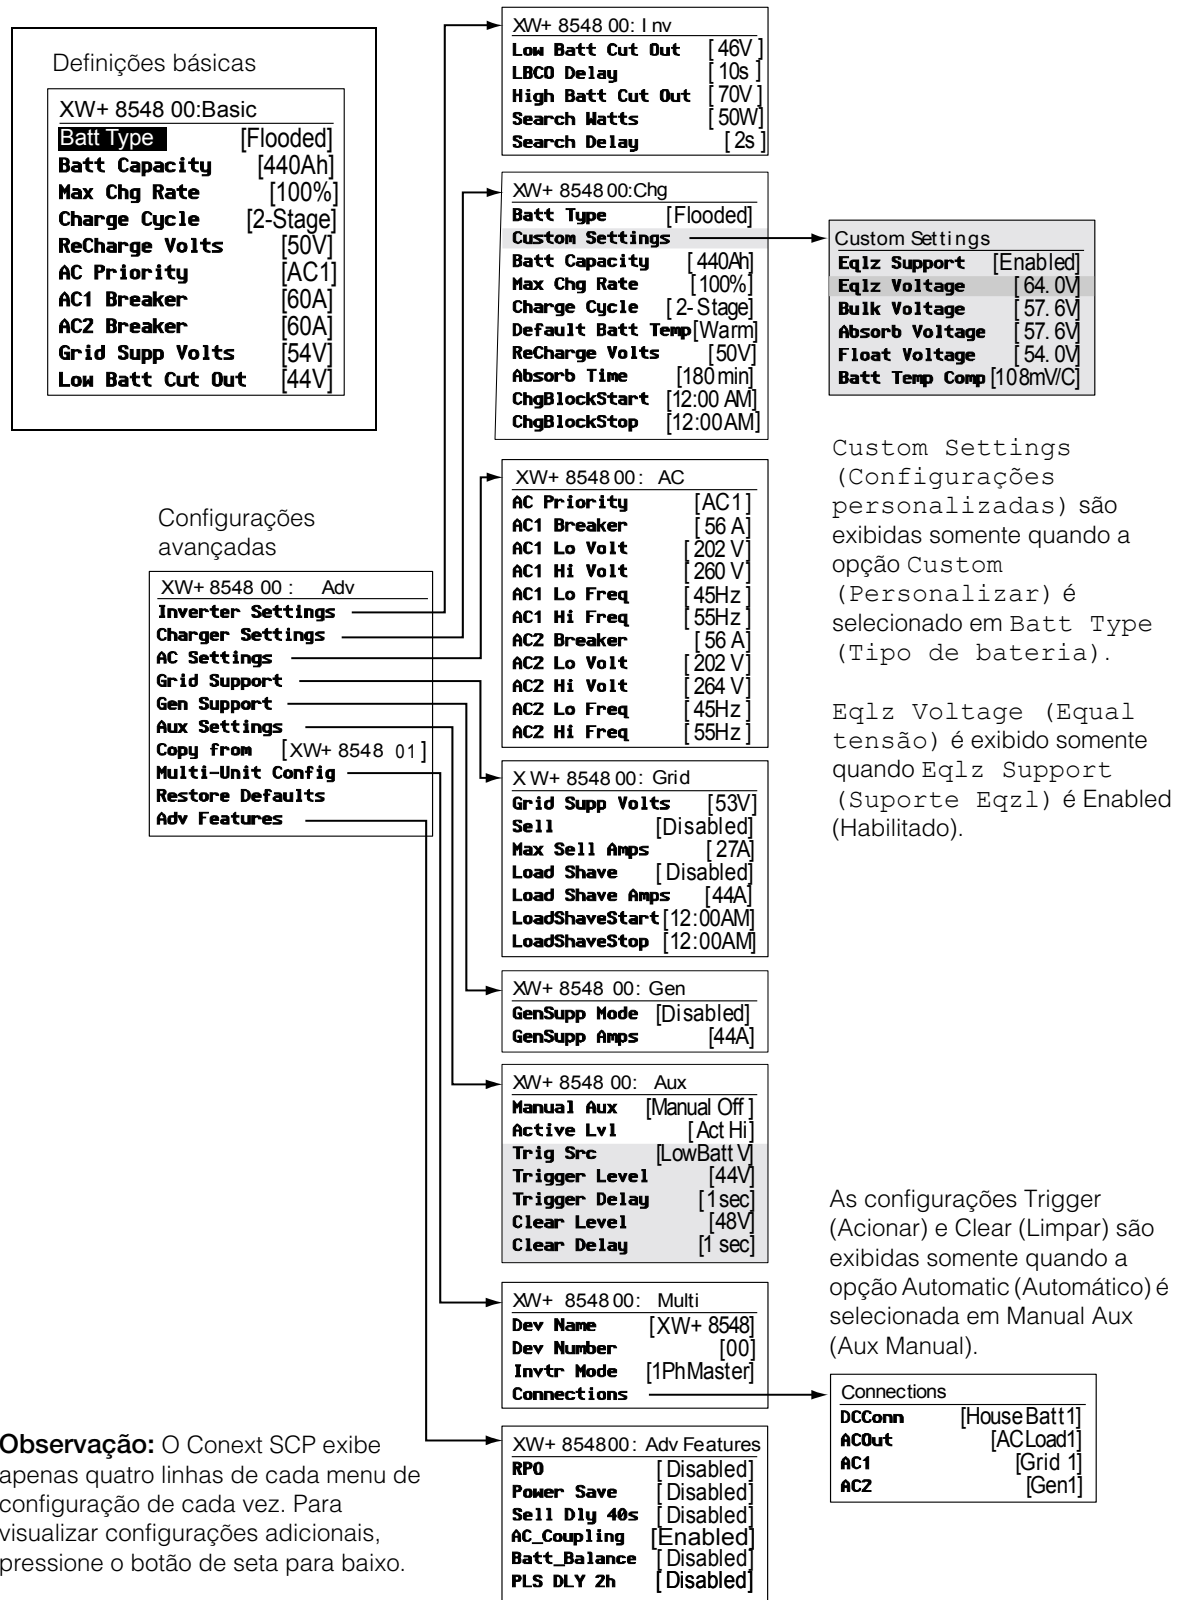 Definições básicas
XW+ 8548 00:Basic
Batt Type [Flooded]
Batt Capacity [440Ah]
Max Chg Rate [100%]
Charge Cycle [2-Stage]
ReCharge Volts [50V]
AC Priority [AC1]
AC1 Breaker [60A]
AC2 Breaker [60A]
Grid Supp Volts [54V]
Low Batt Cut Out [44V]
Configurações
avançadas
XW+ 8548 00 : Adv
Inverter Settings
Charger Settings
AC Settings
Grid Support
Gen Support
Aux Settings
Copy from [XW+ 8548 01]
Multi-Unit Config
Restore Defaults
Adv Features
XW+ 8548 00: Inv
Low Batt Cut Out [46V]
LBCO Delay [10s]
High Batt Cut Out [70V]
Search Watts [50W]
Search Delay [2s]
XW+ 8548 00:Chg
Batt Type [Flooded]
Custom Settings
Batt Capacity [440Ah]
Max Chg Rate [100%]
Charge Cycle [2-Stage]
Default Batt Temp[Warm]
ReCharge Volts [50V]
Absorb Time [180min]
ChgBlockStart [12:00 AM]
ChgBlockStop [12:00AM]
Custom Settings
Eqlz Support [Enabled]
Eqlz Voltage [64.0V]
Bulk Voltage [57.6V]
Absorb Voltage [57.6V]
Float Voltage [54.0V]
Batt Temp Comp [108mV/C]
Custom Settings
(Configurações
personalizadas) são
exibidas somente quando a
opção Custom
(Personalizar) é
selecionado em Batt Type
(Tipo de bateria).
Eqlz Voltage (Equal
tensão) é exibido somente
quando Eqlz Support
(Suporte Eqzl) é Enabled
(Habilitado).
XW+ 8548 00: AC
AC Priority [AC1]
AC1 Breaker [56 A]
AC1 Lo Volt [202 V]
AC1 Hi Volt [260 V]
AC1 Lo Freq [45Hz]
AC1 Hi Freq [55Hz]
AC2 Breaker [56 A]
AC2 Lo Volt [202 V]
AC2 Hi Volt [264 V]
AC2 Lo Freq [45Hz]
AC2 Hi Freq [55Hz]
XW+ 8548 00: Grid
Grid Supp Volts [53V]
Sell [Disabled]
Max Sell Amps [27A]
Load Shave [Disabled]
Load Shave Amps [44A]
LoadShaveStart[12:00AM]
LoadShaveStop [12:00AM]
XW+ 8548 00: Gen
GenSupp Mode [Disabled]
GenSupp Amps [44A]
XW+ 8548 00: Aux
Manual Aux [Manual Off]
Active Lvl [Act Hi]
Trig Src [LowBatt V]
Trigger Level [44V]
Trigger Delay [1 sec]
Clear Level [48V]
Clear Delay [1 sec]
As configurações Trigger
(Acionar) e Clear (Limpar) são
exibidas somente quando a
opção Automatic (Automático) é
selecionada em Manual Aux
(Aux Manual).
XW+ 8548 00: Multi
Dev Name [XW+ 8548]
Dev Number [00]
Invtr Mode [1PhMaster]
Connections
Connections
DCConn [HouseBatt1]
ACOut [ACLoad1]
AC1 [Grid 1]
AC2 [Gen1]
XW+ 854800: Adv Features
RPO [Disabled]
Power Save [Disabled]
Sell Dly 40s [Disabled]
AC_Coupling [Enabled]
Batt_Balance [Disabled]
PLS DLY 2h [Disabled]
Observação: O Conext SCP exibe
apenas quatro linhas de cada menu de
configuração de cada vez. Para
visualizar configurações adicionais,
pressione o botão de seta para baixo.